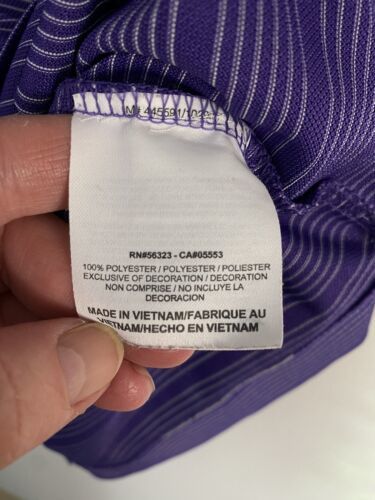 RN#56323 - CA#05553
100% POLYESTER / POLYESTER / POLIESTER
EXCLUSIVE OF DECORATION / DECORATION
NON COMPRISE / NO INCLUYE LA
DECORACION
MADE IN VIETNAM/FABRIQUE AU
VIETNAM/HECHO EN VIETNAM